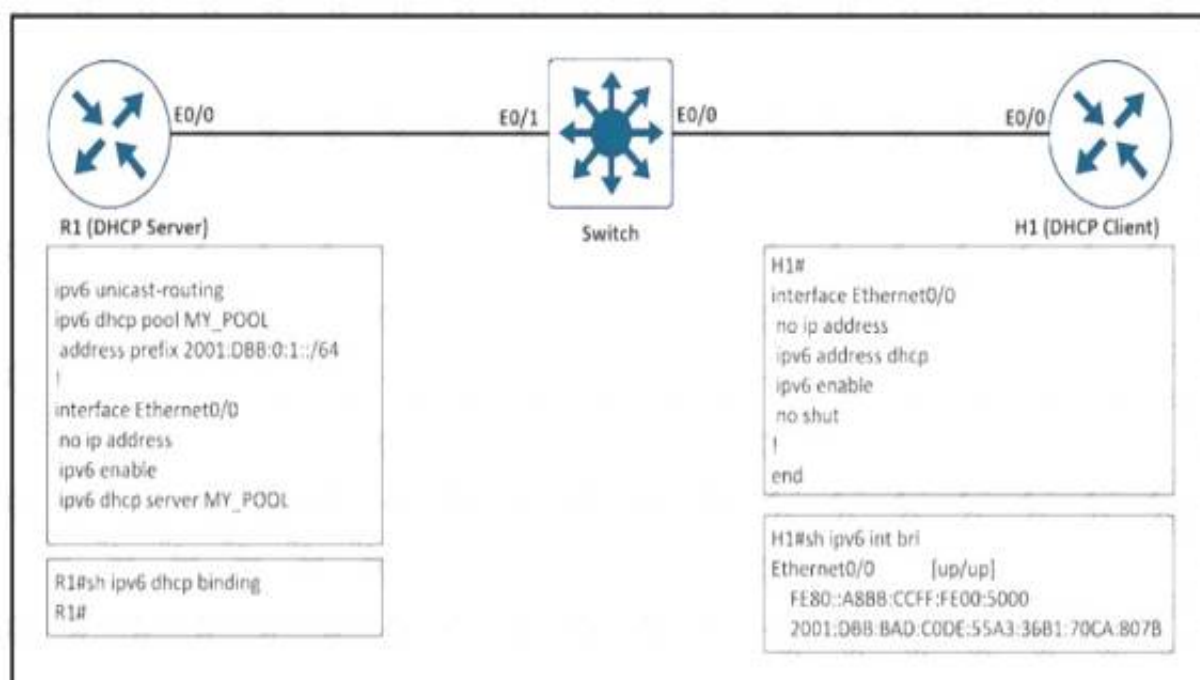 E0/0
E0/1
E0/0
E0/0
R1 (DHCP Server)
Switch
H1 (DHCP Client)
ipv6 unicast-routing
ipv6 dhcp pool MY_POOL
address prefix 2001:DBB:0:1::/64
!
interface Ethernet0/0
no ip address
ipv6 enable
ipv6 dhcp server MY_POOL
R1#sh ipv6 dhcp binding
R1#
H1#
interface Ethernet0/0
no ip address
ipv6 address dhcp
ipv6 enable
no shut
!
end
H1#sh ipv6 int bri
Ethernet0/0 [up/up]
FE80::A8BB:CCFF:FE00:5000
2001:DBB:BAD:C0DE:55A3:36B1:70CA:807B